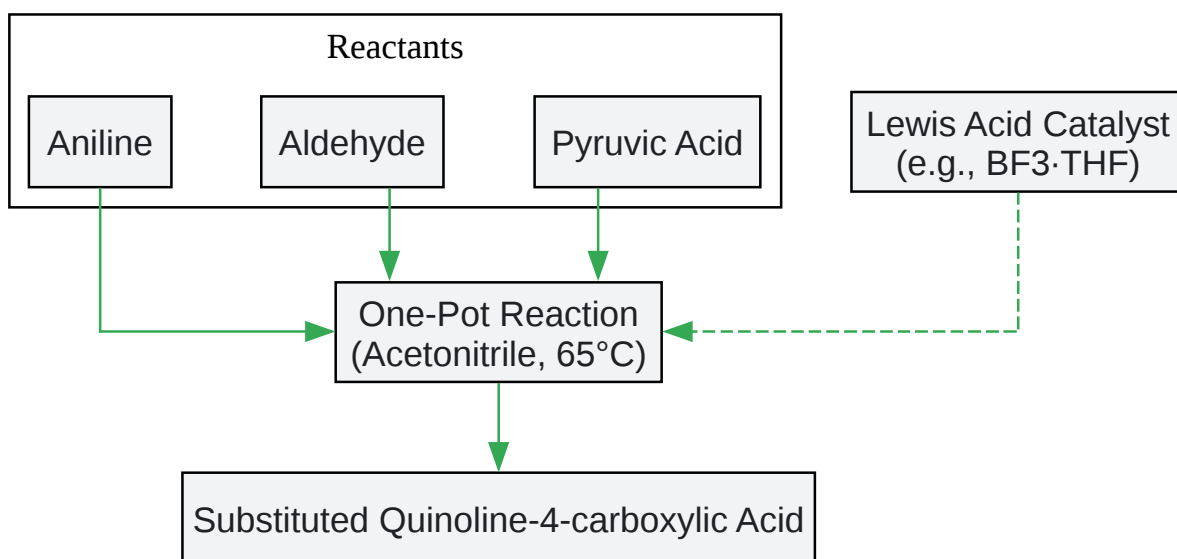 Reactants
Aniline
Aldehyde
Pyruvic Acid
Lewis Acid Catalyst
(e.g., BF3·THF)
One-Pot Reaction
(Acetonitrile, 65°C)
Substituted Quinoline-4-carboxylic Acid